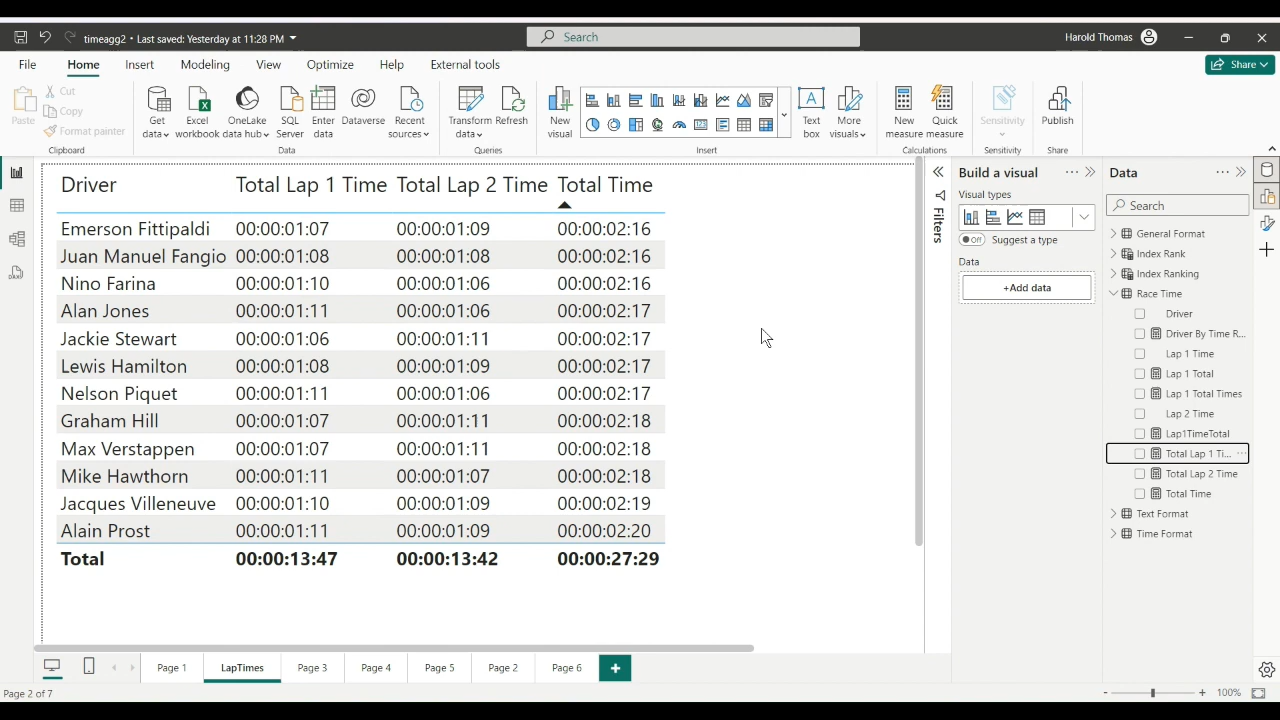 timeagg2 • Last saved: Yesterday at 11:28 PM
Search
Harold Thomas
File Home Insert Modeling View Optimize Help External tools
Share
Paste
Cut
Copy
Format painter
Clipboard
Get data
Excel workbook
OneLake data hub
SQL Server
Enter data
Dataverse
Recent sources
Data
Transform data
Refresh
Queries
New visual
Text box
More visuals
Insert
New measure
Quick measure
Calculations
Sensitivity
Sensitivity
Publish
Share
Driver Total Lap 1 Time Total Lap 2 Time Total Time
Emerson Fittipaldi 00:00:01:07 00:00:01:09 00:00:02:16
Juan Manuel Fangio 00:00:01:08 00:00:01:08 00:00:02:16
Nino Farina 00:00:01:10 00:00:01:06 00:00:02:16
Alan Jones 00:00:01:11 00:00:01:06 00:00:02:17
Jackie Stewart 00:00:01:06 00:00:01:11 00:00:02:17
Lewis Hamilton 00:00:01:08 00:00:01:09 00:00:02:17
Nelson Piquet 00:00:01:11 00:00:01:06 00:00:02:17
Graham Hill 00:00:01:07 00:00:01:11 00:00:02:18
Max Verstappen 00:00:01:07 00:00:01:11 00:00:02:18
Mike Hawthorn 00:00:01:11 00:00:01:07 00:00:02:18
Jacques Villeneuve 00:00:01:10 00:00:01:09 00:00:02:19
Alain Prost 00:00:01:11 00:00:01:09 00:00:02:20
Total 00:00:13:47 00:00:13:42 00:00:27:29
Filters
Build a visual
Visual types
Off Suggest a type
Data
+Add data
Data
Search
General Format
Index Rank
Index Ranking
Race Time
Driver
Driver By Time R...
Lap 1 Time
Lap 1 Total
Lap 1 Total Times
Lap 2 Time
Lap1TimeTotal
Total Lap 1 Ti...
Total Lap 2 Time
Total Time
Text Format
Time Format
Page 1 LapTimes Page 3 Page 4 Page 5 Page 2 Page 6
Page 2 of 7
- + 100%